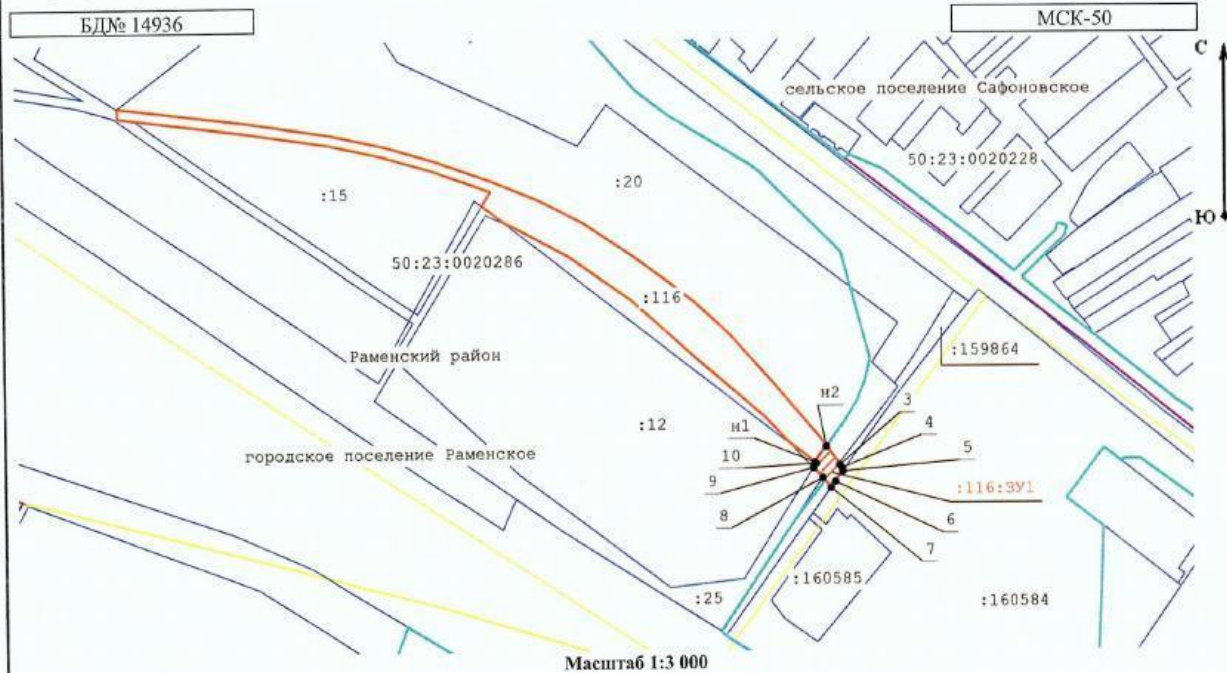 БД№ 14936
МСК-50
С
сельское поселение Сафоновское
50:23:0020228
:20
:15
Ю
50:23:0020286
:116
:159864
Раменский район
н2
3
н1
4
:12
5
городское поселение Раменское
10
9
:116:ЗУ1
8
6
7
:160585
:25
:160584
Масштаб 1:3 000